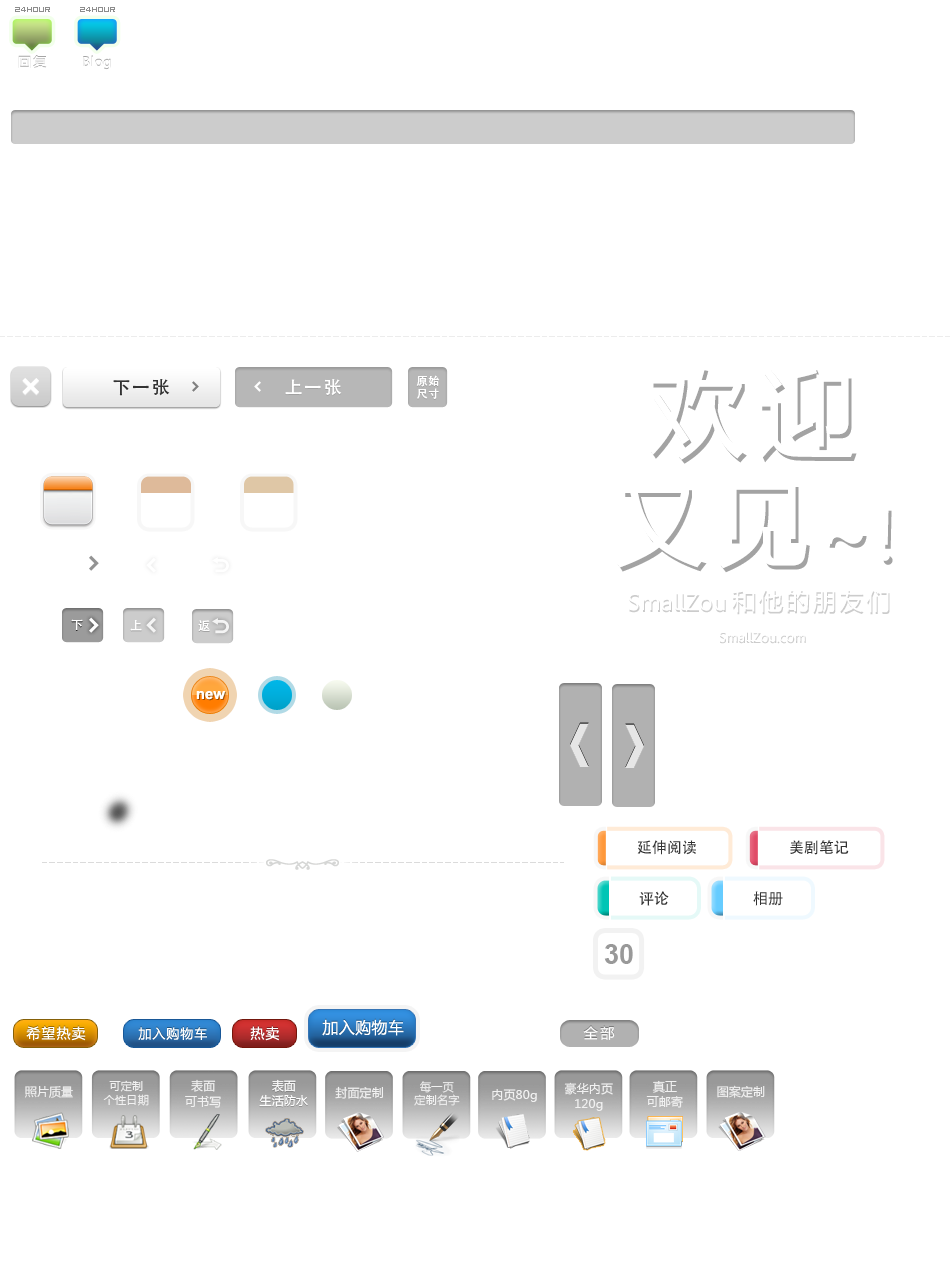 24HOUR
24HOUR
回复
Blog
下一张
上一张
原始
尺寸
欢迎
又见~!
SmallZou 和他的朋友们
SmallZou.com
下
上
返
new
延伸阅读
美剧笔记
评论
相册
30
希望热卖
加入购物车
热卖
加入购物车
全部
照片质量
可定制
个性日期
表面
可书写
表面
生活防水
封面定制
每一页
定制名字
内页80g
豪华内页
120g
真正
可邮寄
图案定制
3